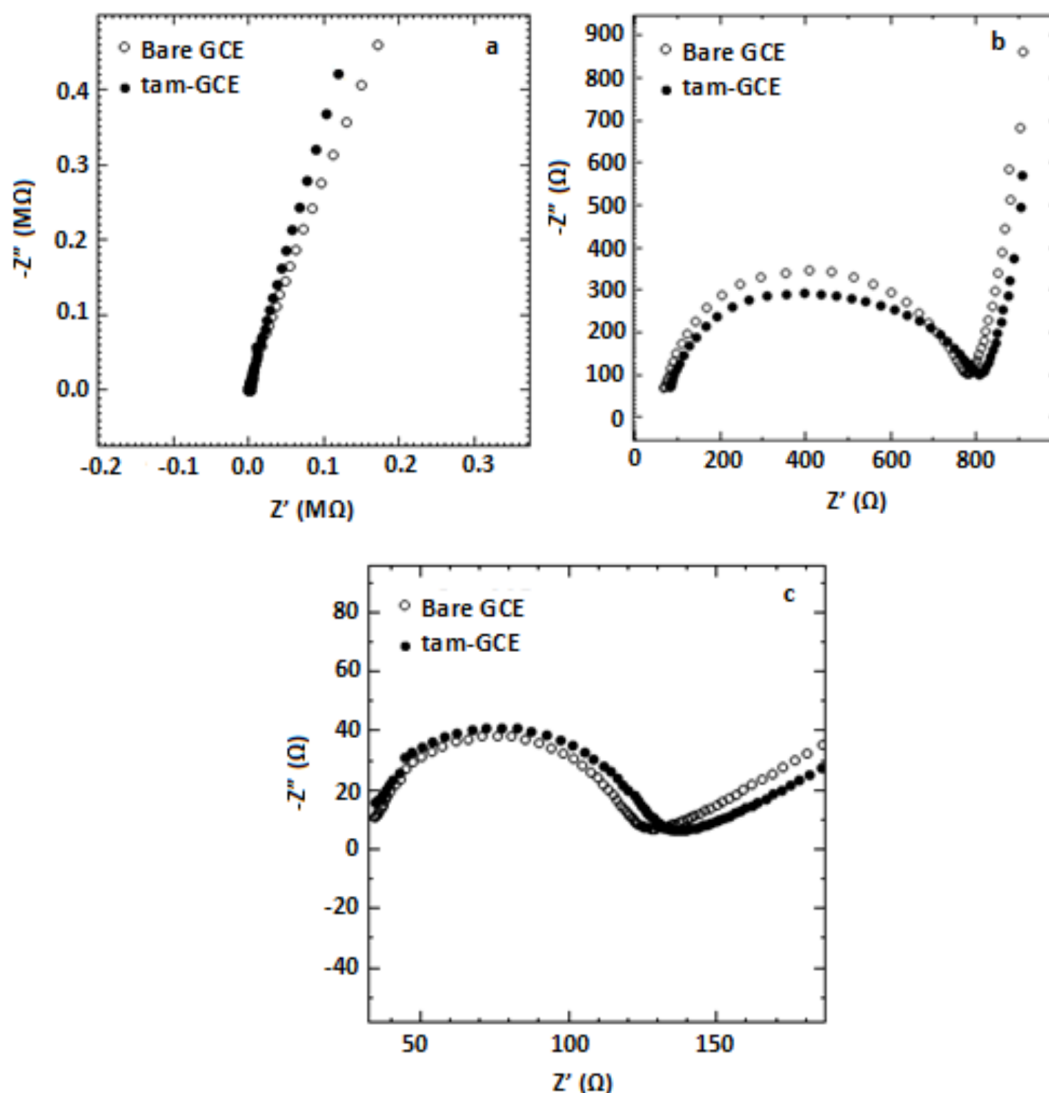 a
Bare GCE
tam-GCE
0.4
0.3
0.2
0.1
0.0
-Z" (MΩ)
-0.2
-0.1
0.0
0.1
0.2
0.3
Z' (MΩ)
b
Bare GCE
tam-GCE
900
800
700
600
500
400
300
200
100
0
-Z" (Ω)
0
200
400
600
800
Z' (Ω)
c
Bare GCE
tam-GCE
80
60
40
20
0
-20
-40
-Z" (Ω)
50
100
150
Z' (Ω)